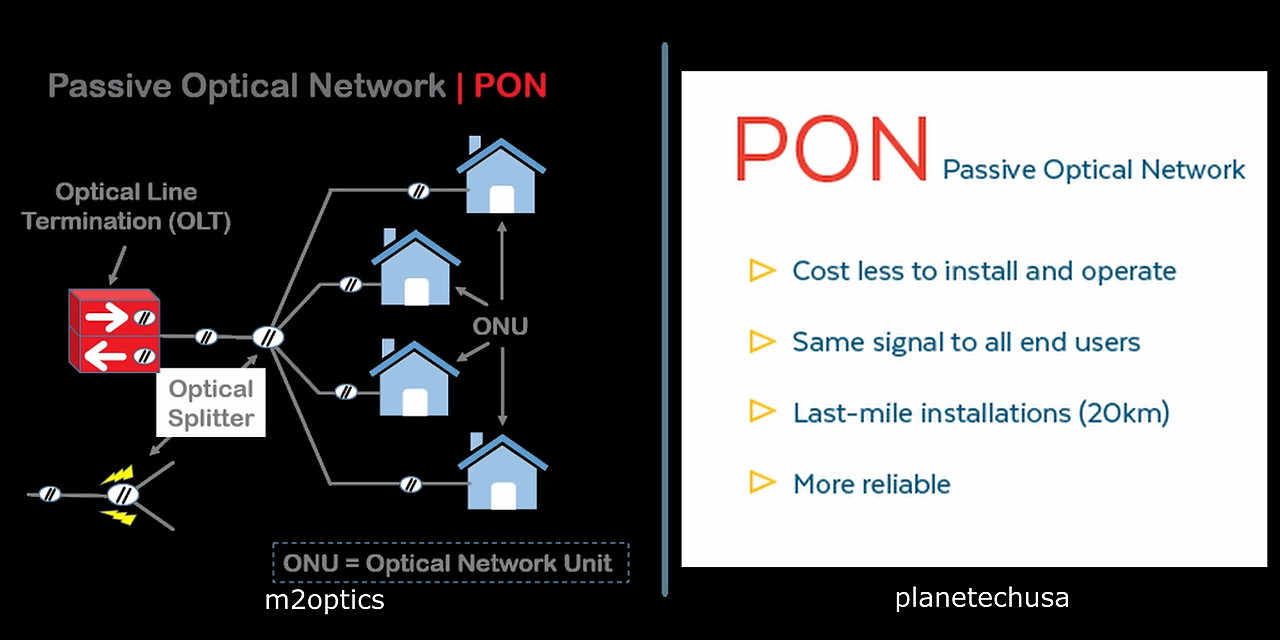 Passive Optical Network | PON
Optical Line
Termination (OLT)
Optical
Splitter
ONU
ONU = Optical Network Unit
m2optics
PON Passive Optical Network
Cost less to install and operate
Same signal to all end users
Last-mile installations (20km)
More reliable
planetechusa